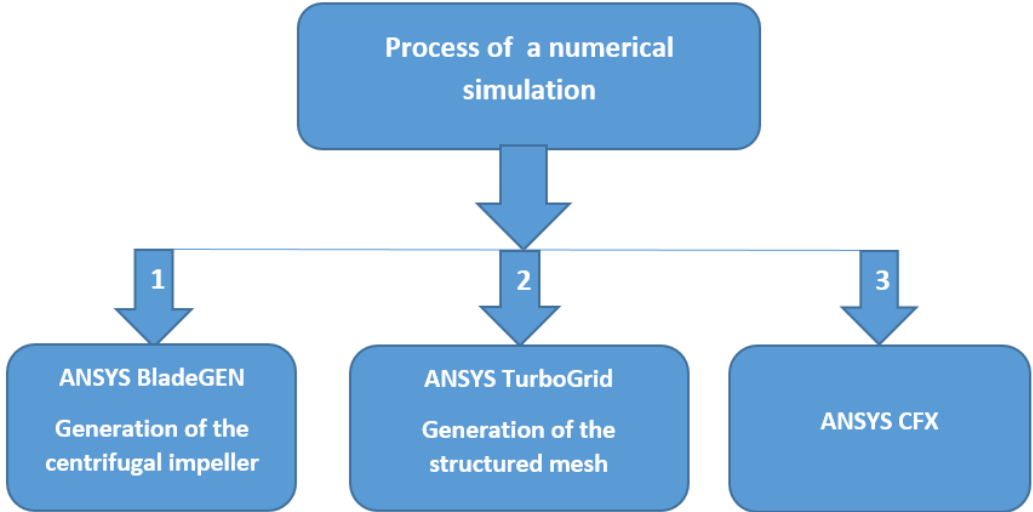 Process of a numerical
simulation
1
2
3
ANSYS BladeGEN
Generation of the
centrifugal impeller
ANSYS TurboGrid
Generation of the
structured mesh
ANSYS CFX